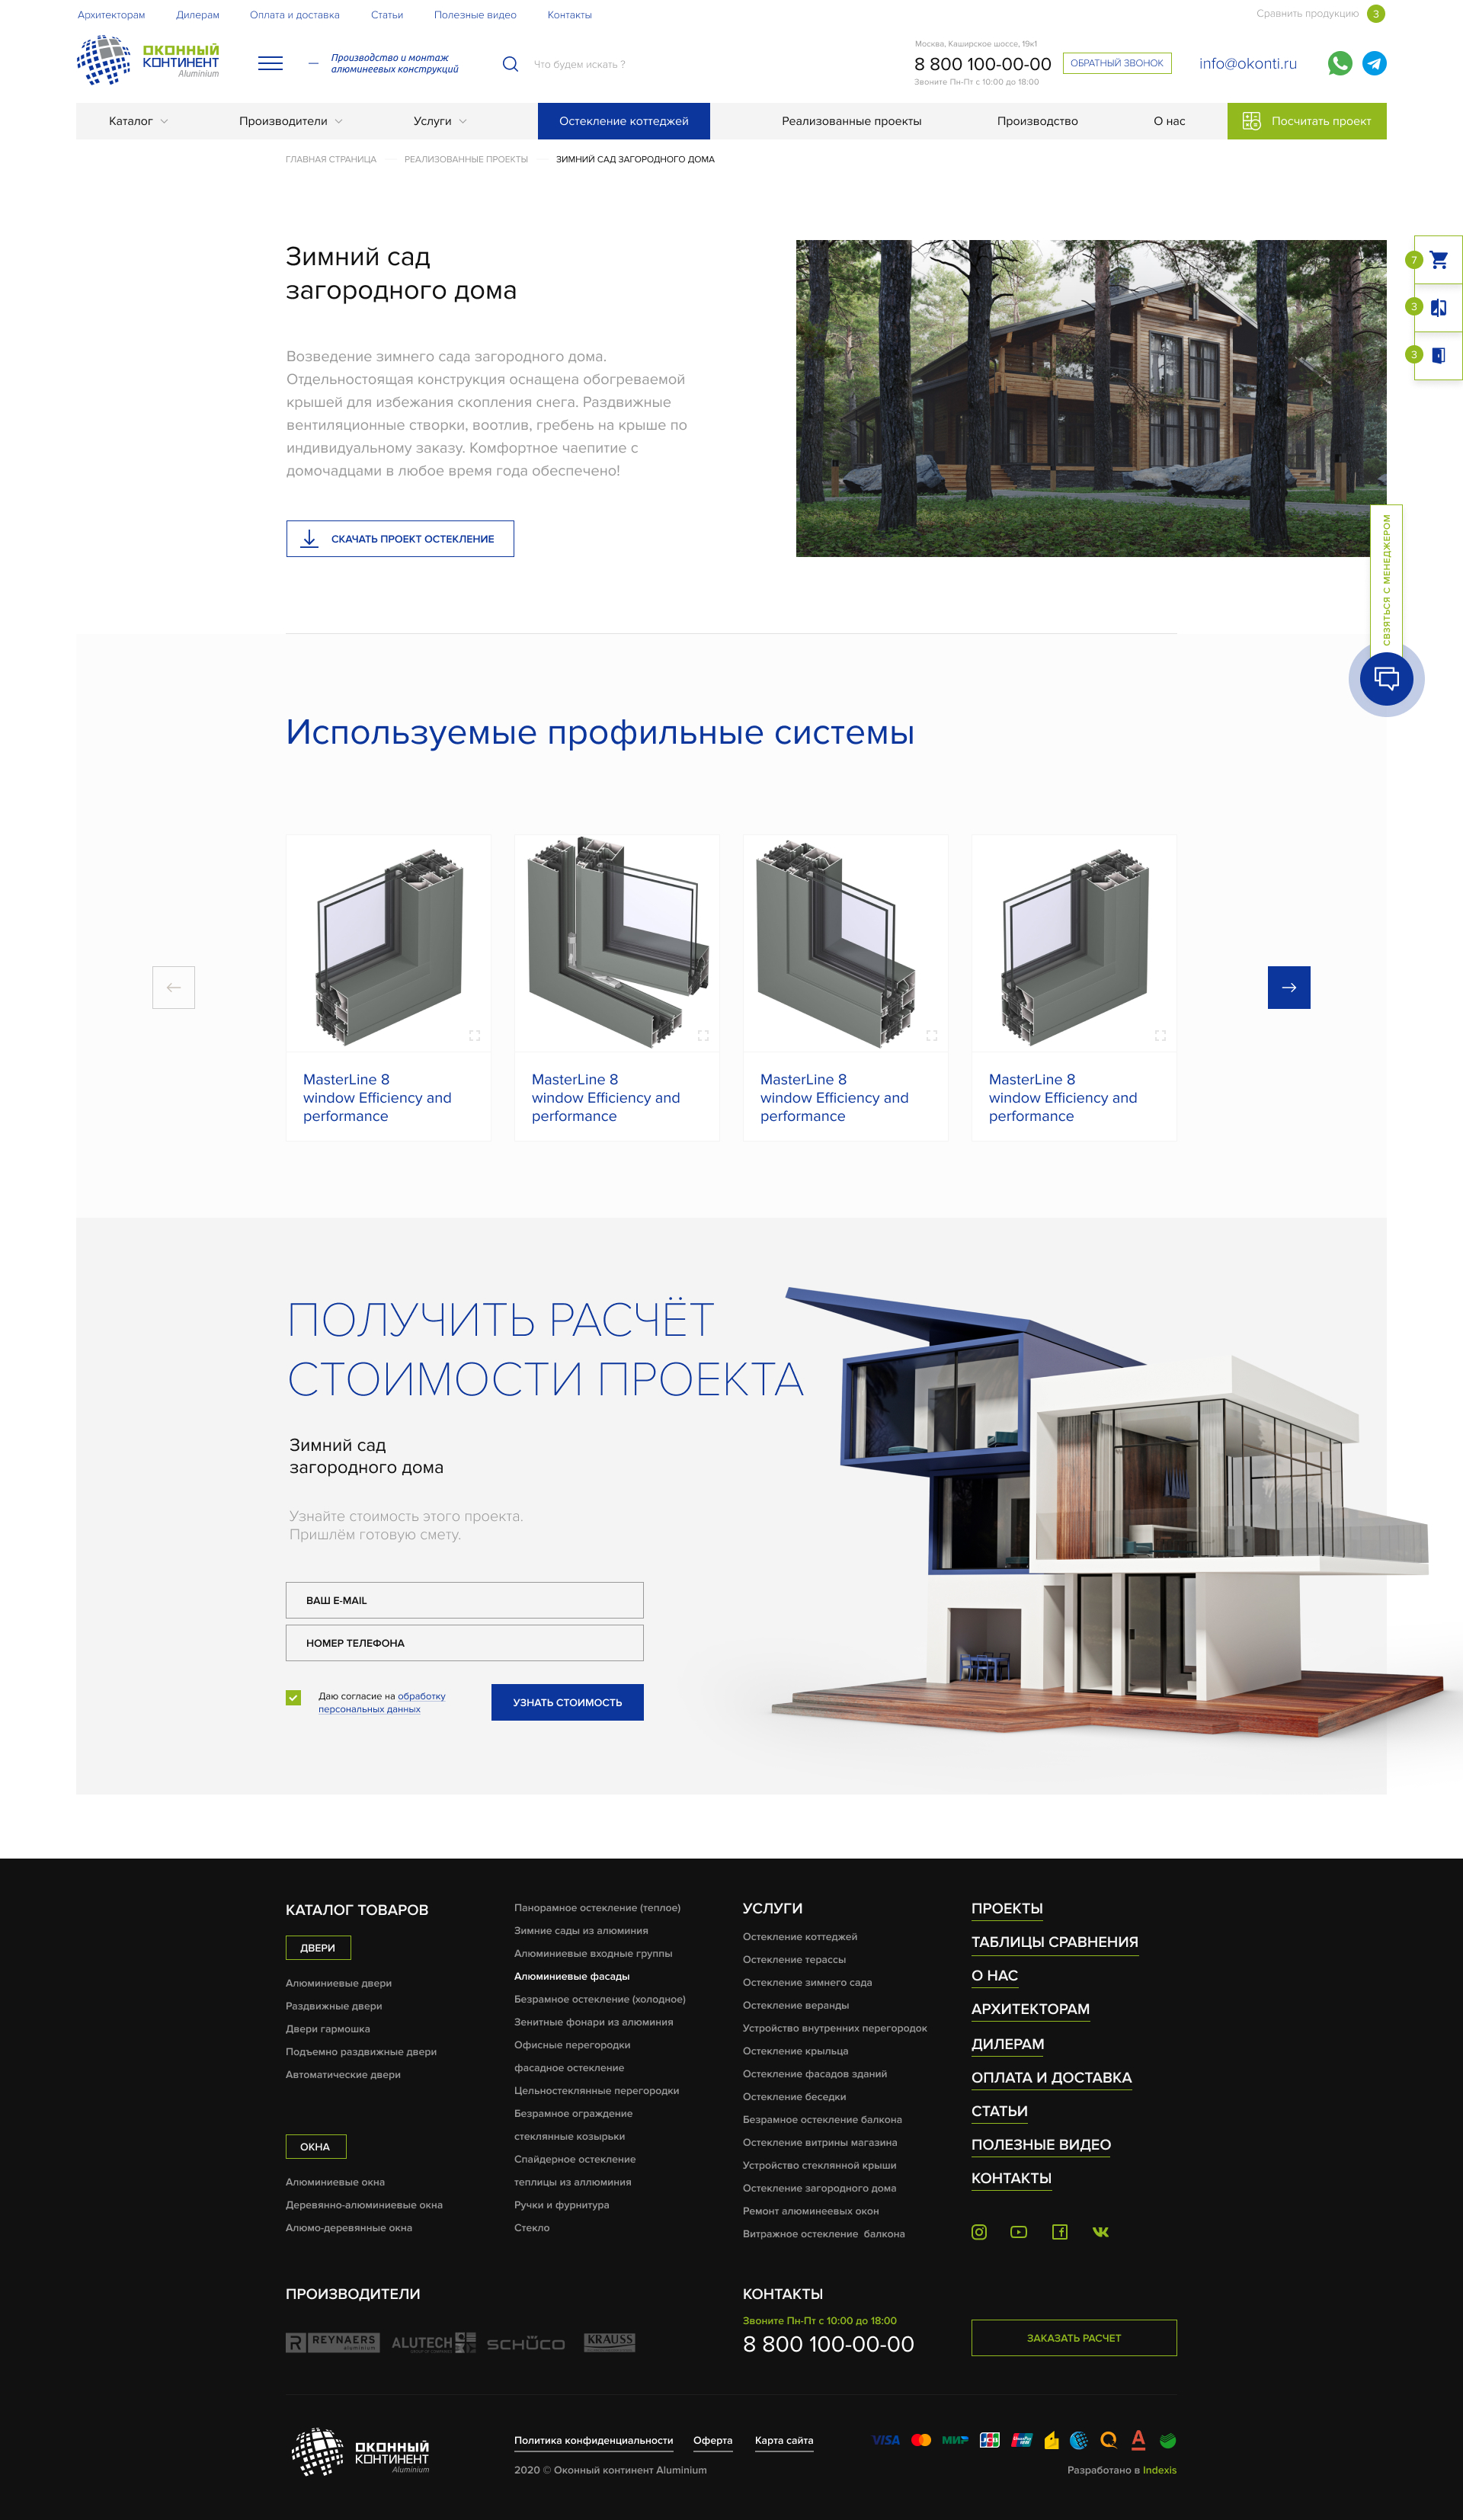 Архитекторам
Дилерам
Оплата и доставка
Статьи
Полезные видео
Контакты
Сравнить продукцию
3
ОКОННЫЙ
КОНТИНЕНТ
Aluminium
Производство и монтаж
алюминеевых конструкций
Что будем искать ?
Москва, Каширское шоссе, 19к1
8 800 100-00-00
Звоните Пн-Пт с 10:00 до 18:00
ОБРАТНЫЙ ЗВОНОК
info@okonti.ru
Каталог
Производители
Услуги
Остекление коттеджей
Реализованные проекты
Производство
О нас
Посчитать проект
ГЛАВНАЯ СТРАНИЦА
РЕАЛИЗОВАННЫЕ ПРОЕКТЫ
ЗИМНИЙ САД ЗАГОРОДНОГО ДОМА
7
3
3
Зимний сад
загородного дома
Возведение зимнего сада загородного дома.
Отдельностоящая конструкция оснащена обогреваемой
крышей для избежания скопления снега. Раздвижные
вентиляционные створки, воотлив, гребень на крыше по
индивидуальному заказу. Комфортное чаепитие с
домочадцами в любое время года обеспечено!
СКАЧАТЬ ПРОЕКТ ОСТЕКЛЕНИЕ
СВЗЯТЬСЯ С МЕНЕДЖЕРОМ
Используемые профильные системы
MasterLine 8
window Efficiency and
performance
MasterLine 8
window Efficiency and
performance
MasterLine 8
window Efficiency and
performance
MasterLine 8
window Efficiency and
performance
ПОЛУЧИТЬ РАСЧЁТ
СТОИМОСТИ ПРОЕКТА
Зимний сад
загородного дома
Узнайте стоимость этого проекта.
Пришлём готовую смету.
ВАШ E-MAIL
НОМЕР ТЕЛЕФОНА
Даю согласие на обработку
персональных данных
УЗНАТЬ СТОИМОСТЬ
КАТАЛОГ ТОВАРОВ
ДВЕРИ
Алюминиевые двери
Раздвижные двери
Двери гармошка
Подъемно раздвижные двери
Автоматические двери
ОКНА
Алюминиевые окна
Деревянно-алюминиевые окна
Алюмо-деревянные окна
Панорамное остекление (теплое)
Зимние сады из алюминия
Алюминиевые входные группы
Алюминиевые фасады
Безрамное остекление (холодное)
Зенитные фонари из алюминия
Офисные перегородки
фасадное остекление
Цельностеклянные перегородки
Безрамное ограждение
стеклянные козырьки
Спайдерное остекление
теплицы из аллюминия
Ручки и фурнитура
Стекло
УСЛУГИ
Остекление коттеджей
Остекление терассы
Остекление зимнего сада
Остекление веранды
Устройство внутренних перегородок
Остекление крыльца
Остекление фасадов зданий
Остекление беседки
Безрамное остекление балкона
Остекление витрины магазина
Устройство стеклянной крыши
Остекление загородного дома
Ремонт алюминеевых окон
Витражное остекление балкона
ПРОЕКТЫ
ТАБЛИЦЫ СРАВНЕНИЯ
О НАС
АРХИТЕКТОРАМ
ДИЛЕРАМ
ОПЛАТА И ДОСТАВКА
СТАТЬИ
ПОЛЕЗНЫЕ ВИДЕО
КОНТАКТЫ
ПРОИЗВОДИТЕЛИ
REYNAERS
aluminium
ALUTECH
SCHÜCO
KRAUSS
КОНТАКТЫ
Звоните Пн-Пт с 10:00 до 18:00
8 800 100-00-00
ЗАКАЗАТЬ РАСЧЕТ
ОКОННЫЙ
КОНТИНЕНТ
Aluminium
Политика конфиденциальности
Оферта
Карта сайта
VISA
МИР
JCB
2020 © Оконный континент Aluminium
Разработано в Indexis